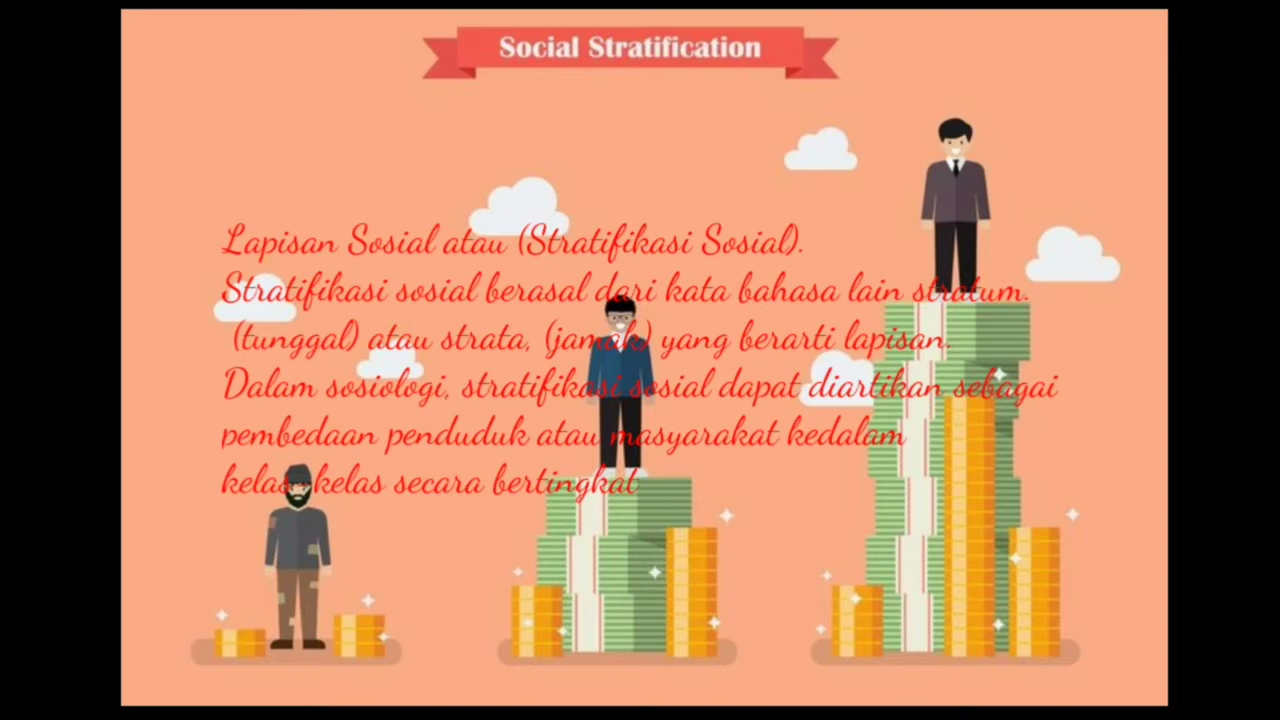 Social Stratification
Lapisan Sosial atau (Stratifikasi Sosial).
Stratifikasi sosial berasal dari kata bahasa lain stratum.
(tunggal) atau strata, (jamak) yang berarti lapisan.
Dalam sosiologi, stratifikasi sosial dapat diartikan sebagai
pembedaan penduduk atau masyarakat kedalam
kelas- kelas secara bertingkat